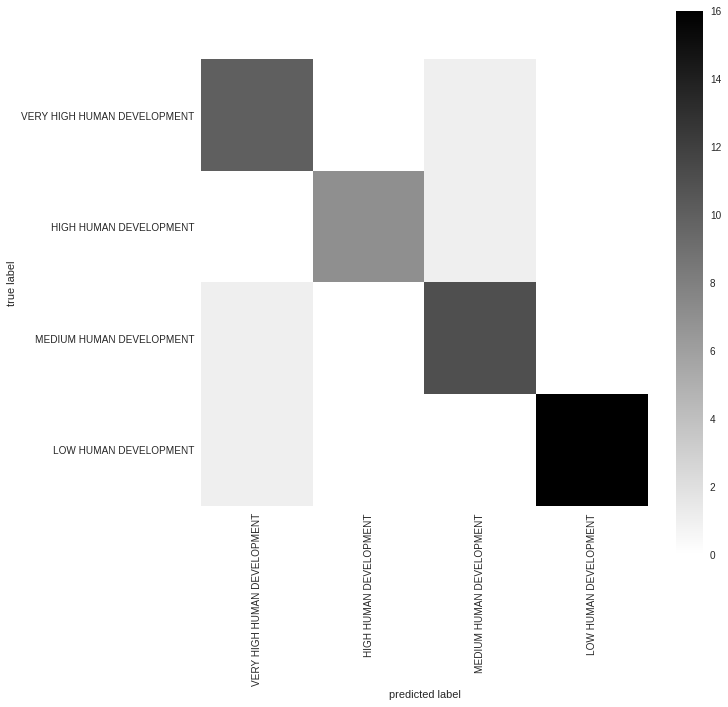 16
14
12
10
8
6
4
2
0
true label
VERY HIGH HUMAN DEVELOPMENT
HIGH HUMAN DEVELOPMENT
MEDIUM HUMAN DEVELOPMENT
LOW HUMAN DEVELOPMENT
VERY HIGH HUMAN DEVELOPMENT
HIGH HUMAN DEVELOPMENT
MEDIUM HUMAN DEVELOPMENT
LOW HUMAN DEVELOPMENT
predicted label